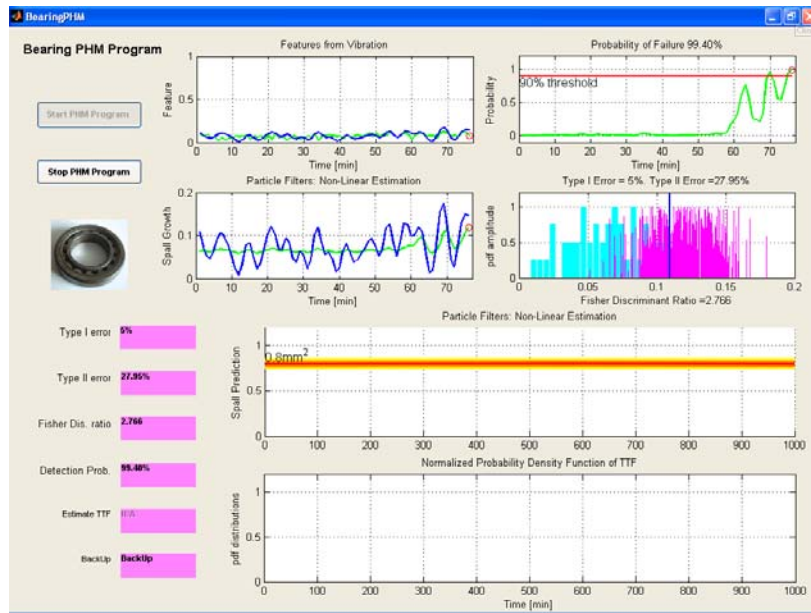 BearingPHM
Bearing PHM Program
Start PHM Program
Stop PHM Program
Features from Vibration
Feature
1
0.5
0
0 10 20 30 40 50 60 70
Time [min]
Probability of Failure 99.40%
Probability
1
0.5
0
90% threshold
0 10 20 30 40 50 60 70
Time [min]
Particle Filters: Non-Linear Estimation
Spall Growth
0.2
0.1
0
0 10 20 30 40 50 60 70
Time [min]
Type I Error = 5%. Type II Error =27.95%
pdf amplitude
1
0.5
0
0 0.05 0.1 0.15 0.2
Fisher Discriminant Ratio =2.766
Type I error 5%
Type II error 27.95%
Fisher Dis. ratio 2.766
Detection Prob. 99.40%
Estimate TTF N/A
BackUp BackUp
Particle Filters: Non-Linear Estimation
Spall Prediction
1
0.5
0
0.8mm²
0 100 200 300 400 500 600 700 800 900 1000
Normalized Probability Density Function of TTF
pdf distributions
1
0.5
0
0 100 200 300 400 500 600 700 800 900 1000
Time [min]